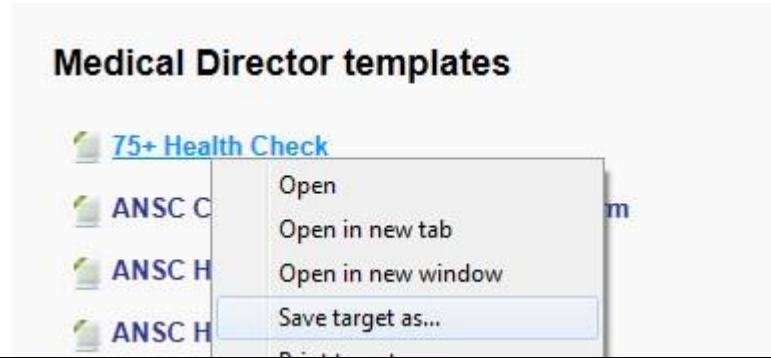 Medical Director templates
75+ Health Check
Open
ANSC C
m
Open in new tab
ANSC H
Open in new window
ANSC H
Save target as...